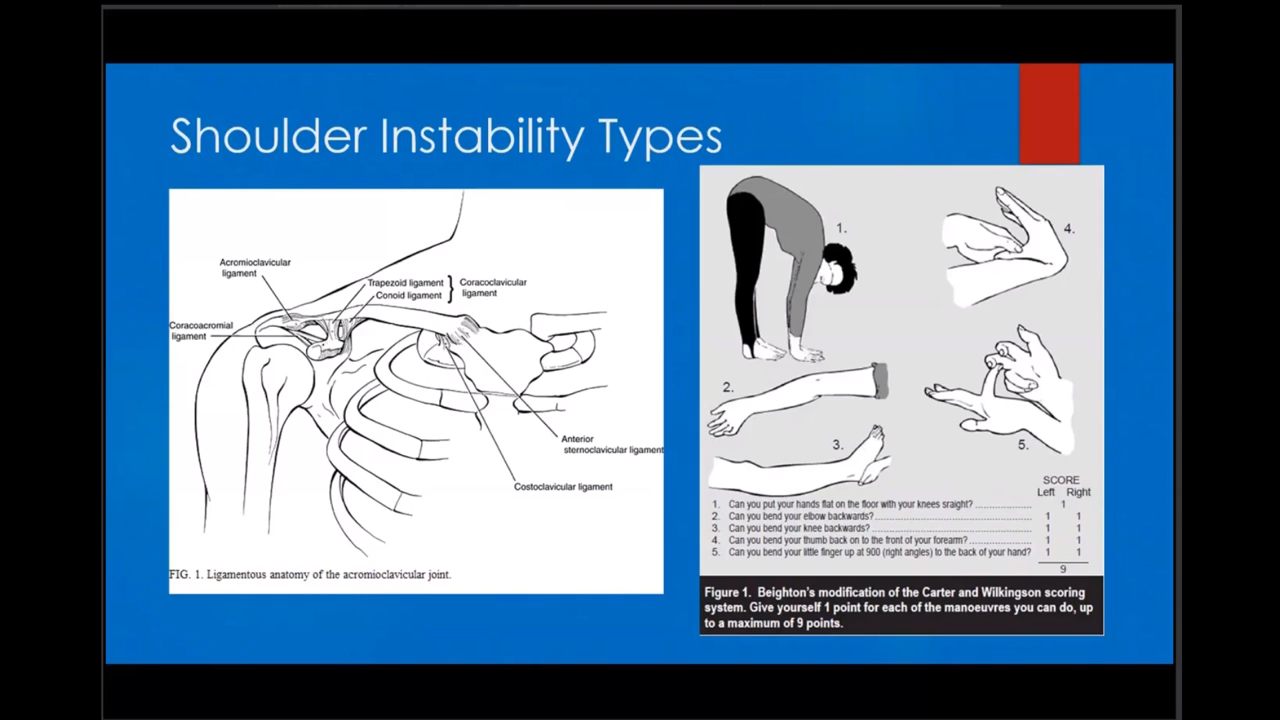 Shoulder Instability Types
Acromioclavicular
ligament
Trapezoid ligament
Conoid ligament
Coracoclavicular
ligament
Coracoacromial
ligament
Anterior
sternoclavicular ligament
Costoclavicular ligament
FIG. 1. Ligamentous anatomy of the acromioclavicular joint.
1.
4.
2.
3.
5.
SCORE
Left Right
1. Can you put your hands flat on the floor with your knees sraight? ...................... 1
2. Can you bend your elbow backwards? ...................................................... 1 1
3. Can you bend your knee backwards? ........................................................ 1 1
4. Can you bend your thumb back on to the front of your forearm? ...................... 1 1
5. Can you bend your little finger up at 900 (right angles) to the back of your hand? 1 1
9
Figure 1. Beighton's modification of the Carter and Wilkingson scoring
system. Give yourself 1 point for each of the manoeuvres you can do, up
to a maximum of 9 points.